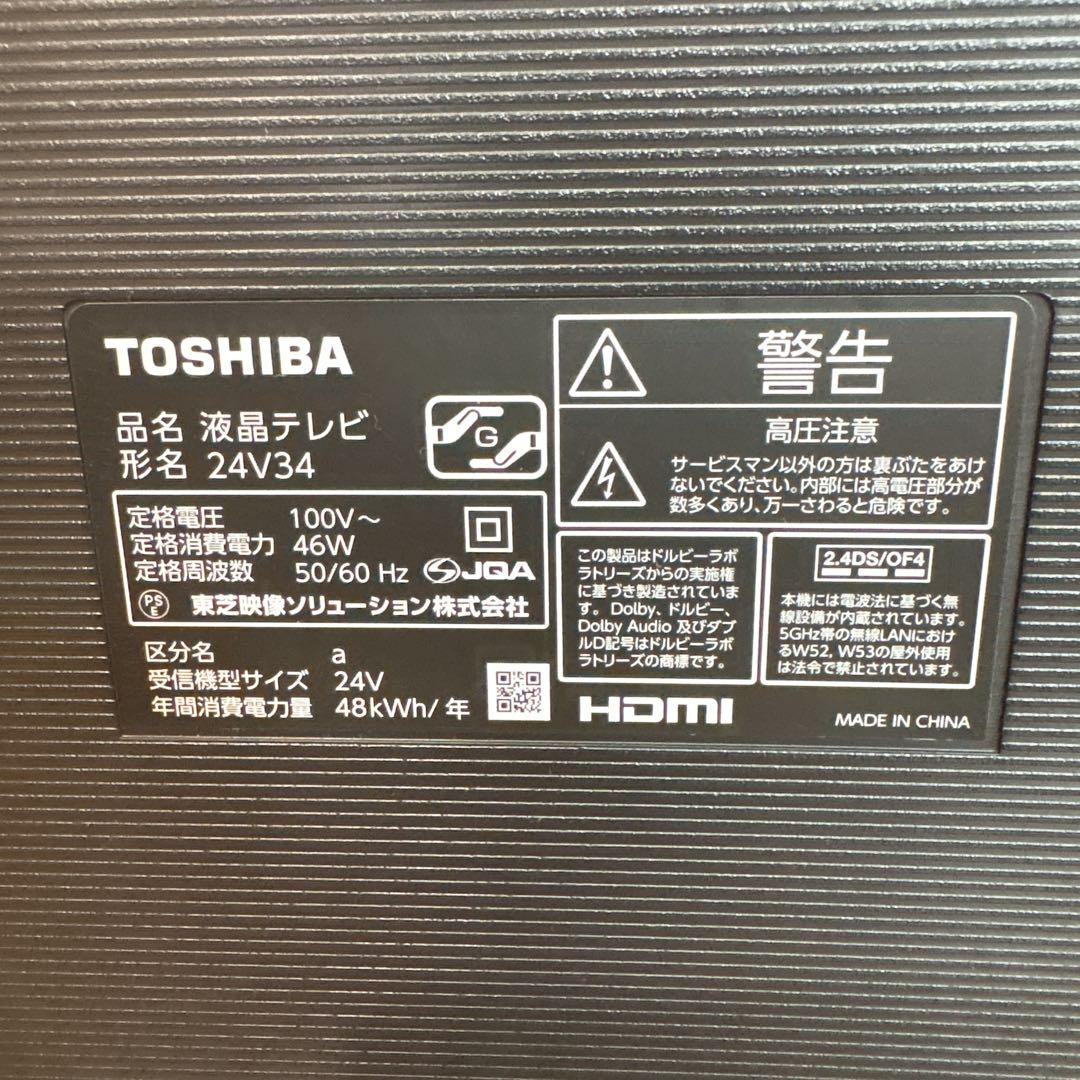 TOSHIBA
品名 液晶テレビ
形名 24V34
G
定格電圧 100V～
定格消費電力 46W
定格周波数 50/60 Hz JQA
PSE 東芝映像ソリューション株式会社
区分名 a
受信機型サイズ 24V
年間消費電力量 48kWh/年
警告
高圧注意
サービスマン以外の方は裏ぶたをあけ
ないでください。内部には高電圧部分が
数多くあり、万一さわると危険です。
この製品はドルビーラボ
ラトリーズからの実施権
に基づき製造されていま
す。Dolby、ドルビー、
Dolby Audio 及びダブ
ルD記号はドルビーラボ
ラトリーズの商標です。
2.4DS/OF4
本機には電波法に基づく無
線設備が内蔵されています。
5GHz帯の無線LANにおけ
るW52, W53の屋外使用
は法令で禁止されています。
HDMI
MADE IN CHINA